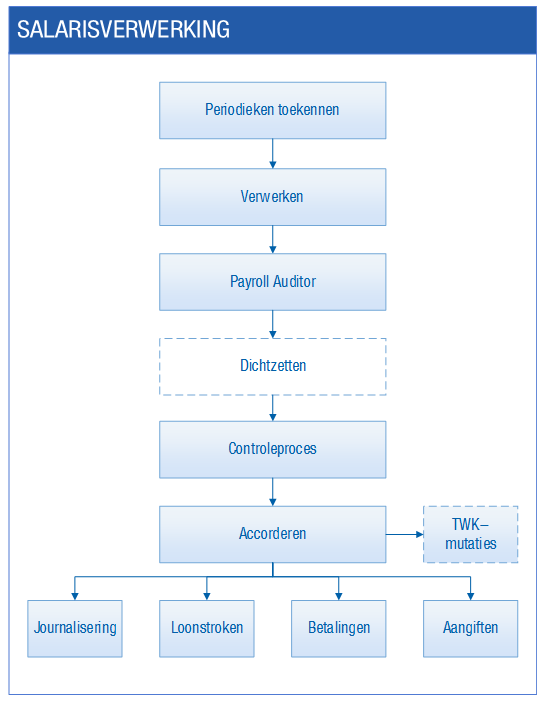 SALARISVERWERKING
Periodieken toekennen
Verwerken
Payroll Auditor
Dichtzetten
Controleproces
Accorderen
TWK–
mutaties
Journalisering
Loonstroken
Betalingen
Aangiften